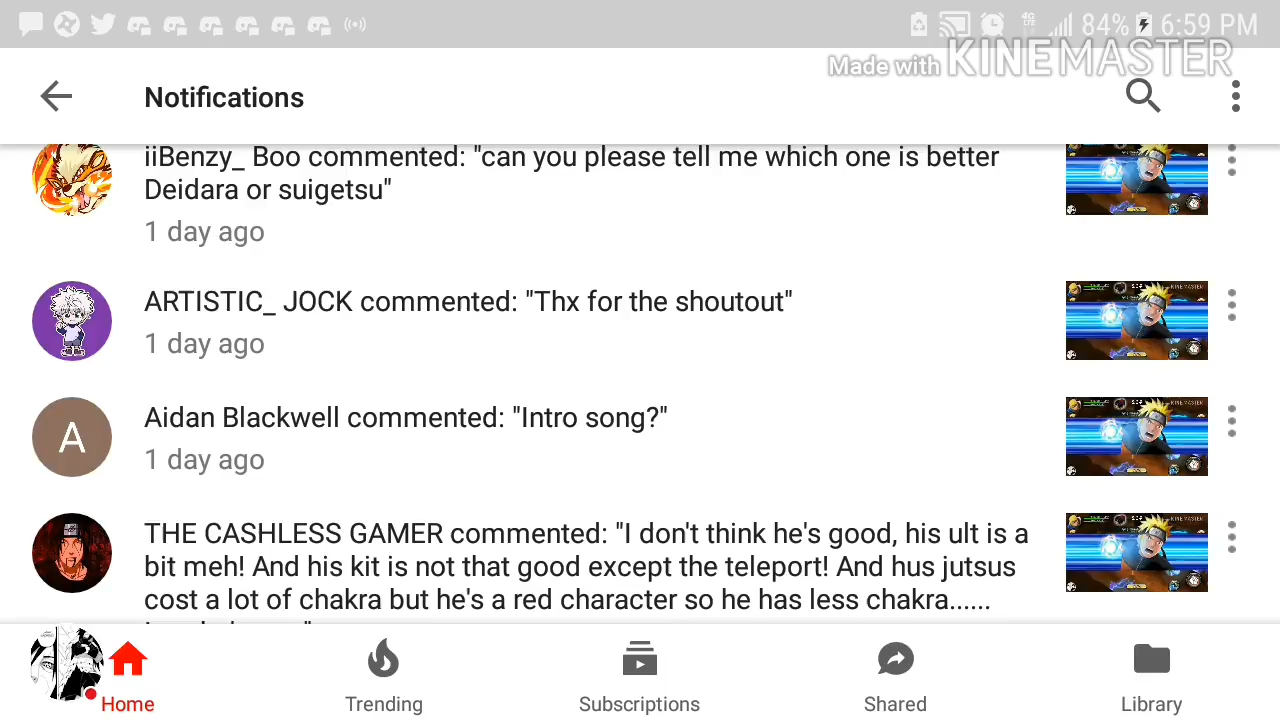 4G
LTE
84%
6:59 PM
Made with KINEMASTER
Notifications
iiBenzy_ Boo commented: "can you please tell me which one is better
Deidara or suigetsu"
1 day ago
ARTISTIC_ JOCK commented: "Thx for the shoutout"
1 day ago
A
Aidan Blackwell commented: "Intro song?"
1 day ago
THE CASHLESS GAMER commented: "I don't think he's good, his ult is a
bit meh! And his kit is not that good except the teleport! And hus jutsus
cost a lot of chakra but he's a red character so he has less chakra......
Home
Trending
Subscriptions
Shared
Library